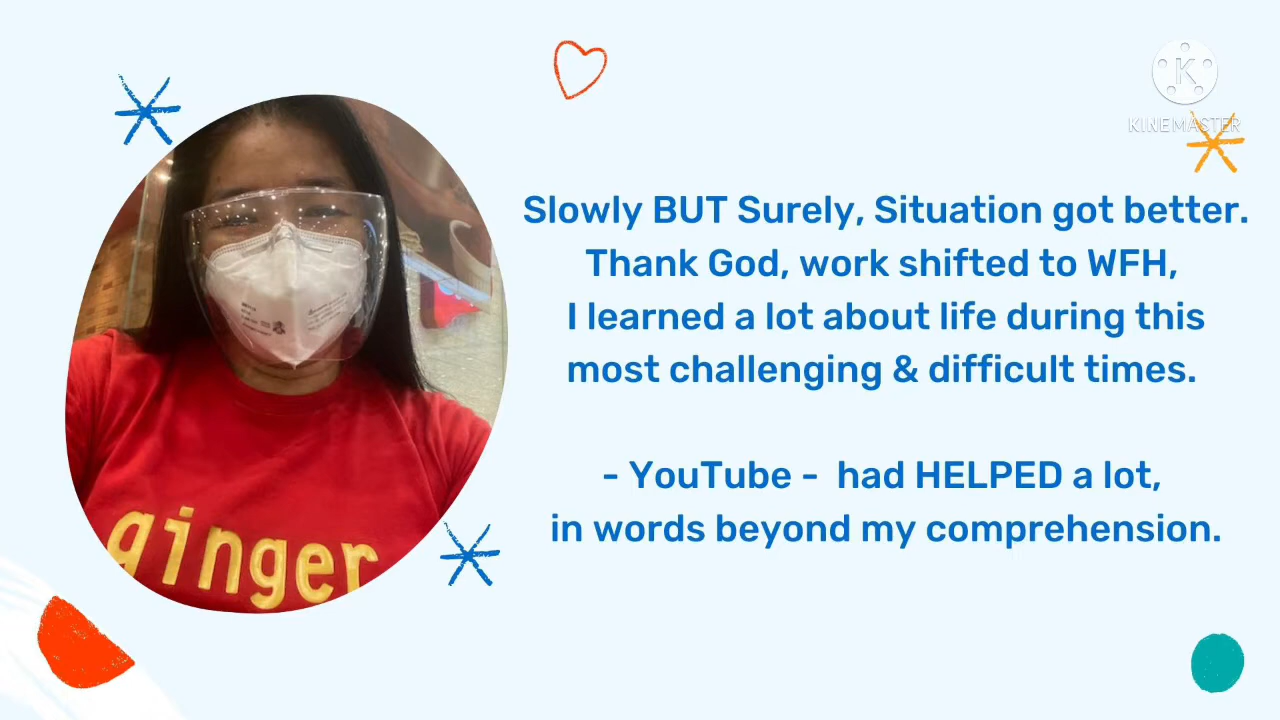 K
KINEMASTER
Slowly BUT Surely, Situation got better.
Thank God, work shifted to WFH,
I learned a lot about life during this
most challenging & difficult times.
- YouTube - had HELPED a lot,
in words beyond my comprehension.
ginger